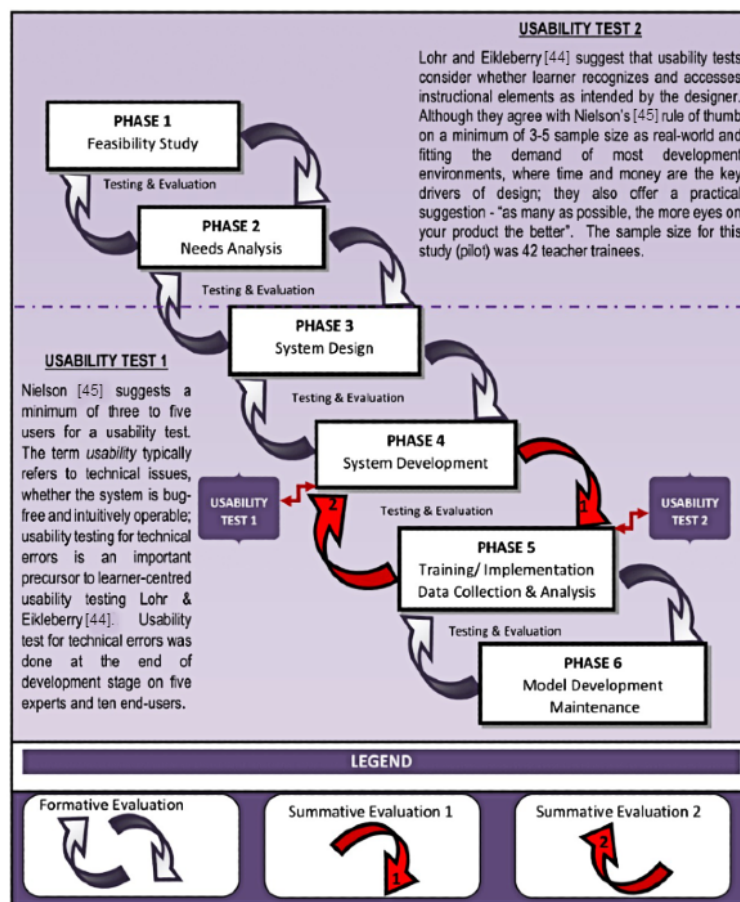 USABILITY TEST 2
Lohr and Eikleberry[44] suggest that usability tests
consider whether learner recognizes and accesses
instructional elements as intended by the designer.
Although they agree with Nielson's[45] rule of thumb
on a minimum of 3-5 sample size as real-world and
fitting the demand of most development
environments, where time and money are the key
drivers of design; they also offer a practical
suggestion - "as many as possible, the more eyes on
your product the better". The sample size for this
study (pilot) was 42 teacher trainees.
PHASE 1
Feasibility Study
Testing & Evaluation
PHASE 2
Needs Analysis
Testing & Evaluation
PHASE 3
System Design
Testing & Evaluation
PHASE 4
System Development
Testing & Evaluation
PHASE 5
Training/ Implementation
Data Collection & Analysis
Testing & Evaluation
PHASE 6
Model Development
Maintenance
1
2
USABILITY
TEST 1
USABILITY
TEST 2
USABILITY TEST 1
Nielson [45] suggests a
minimum of three to five
users for a usability test.
The term usability typically
refers to technical issues,
whether the system is bug-
free and intuitively operable;
usability testing for technical
errors is an important
precursor to learner-centred
usability testing Lohr &
Eikleberry[44]. Usability
test for technical errors was
done at the end of
development stage on five
experts and ten end-users.
LEGEND
Formative Evaluation
Summative Evaluation 1
1
Summative Evaluation 2
2